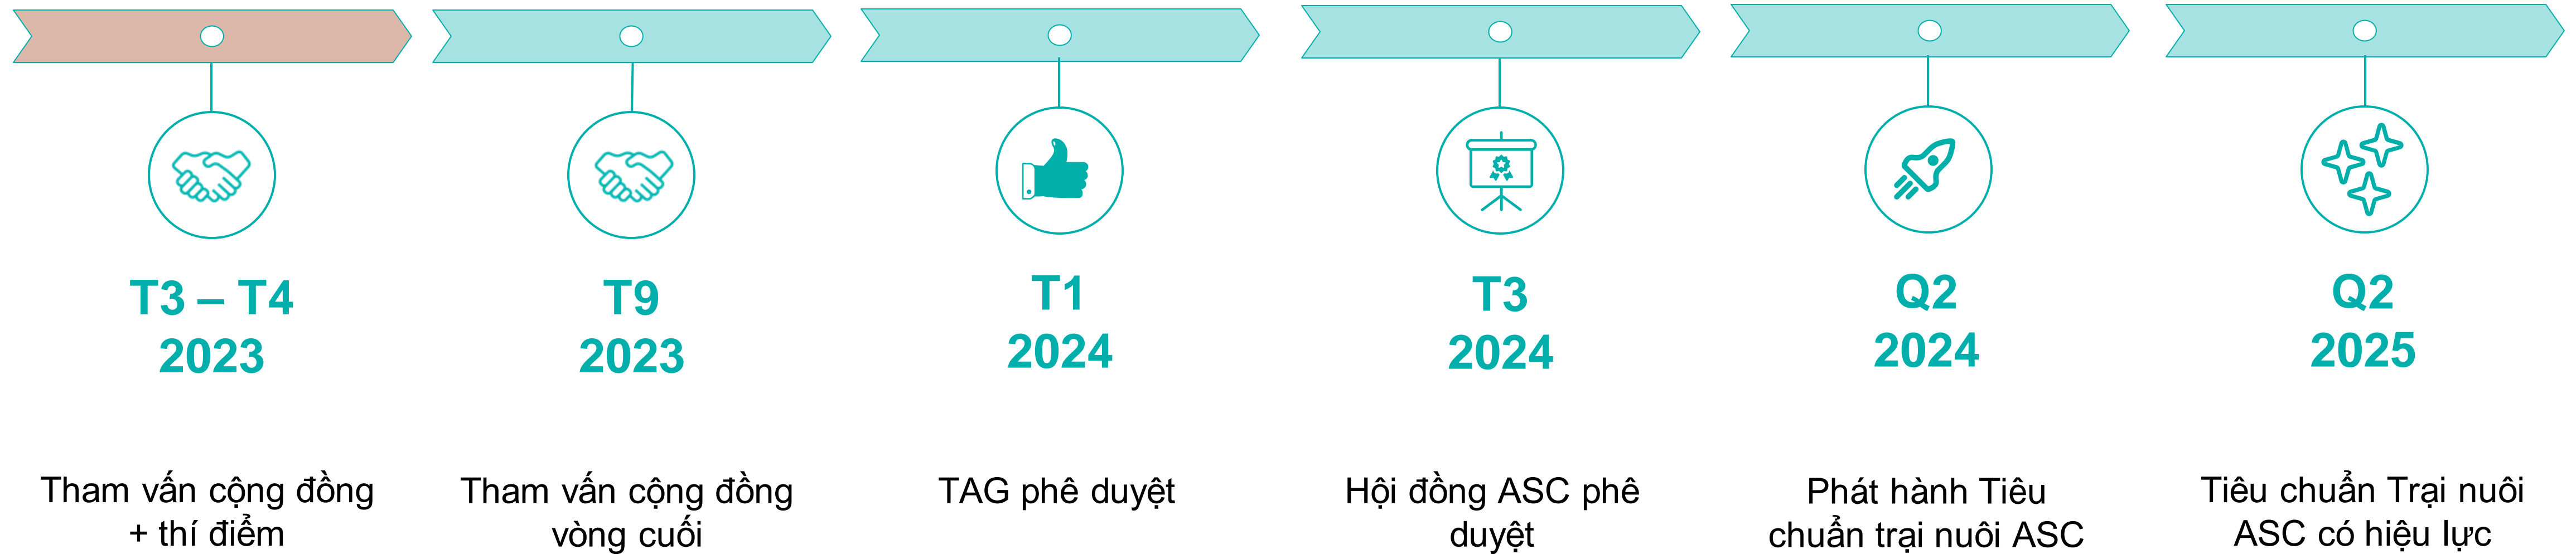 T3 – T4
2023
Tham vấn cộng đồng
+ thí điểm
T9
2023
Tham vấn cộng đồng
vòng cuối
T1
2024
TAG phê duyệt
T3
2024
Hội đồng ASC phê
duyệt
Q2
2024
Phát hành Tiêu
chuẩn trại nuôi ASC
Q2
2025
Tiêu chuẩn Trại nuôi
ASC có hiệu lực